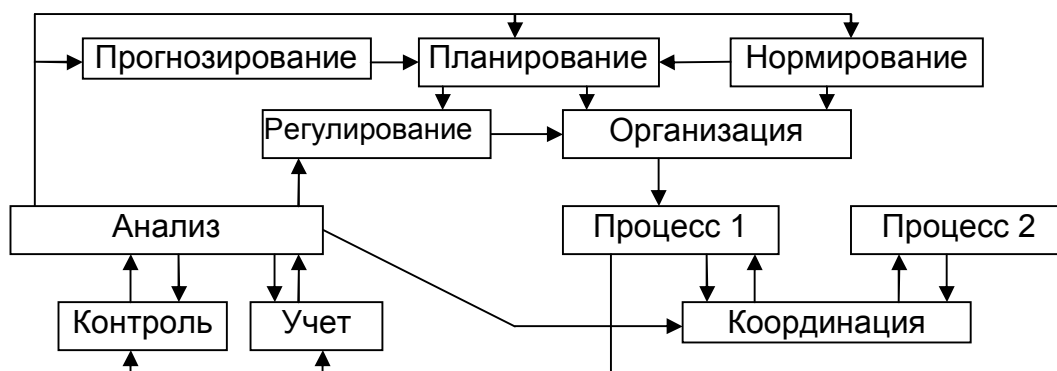 Прогнозирование
Планирование
Нормирование
Регулирование
Организация
Анализ
Процесс 1
Процесс 2
Контроль
Учет
Координация